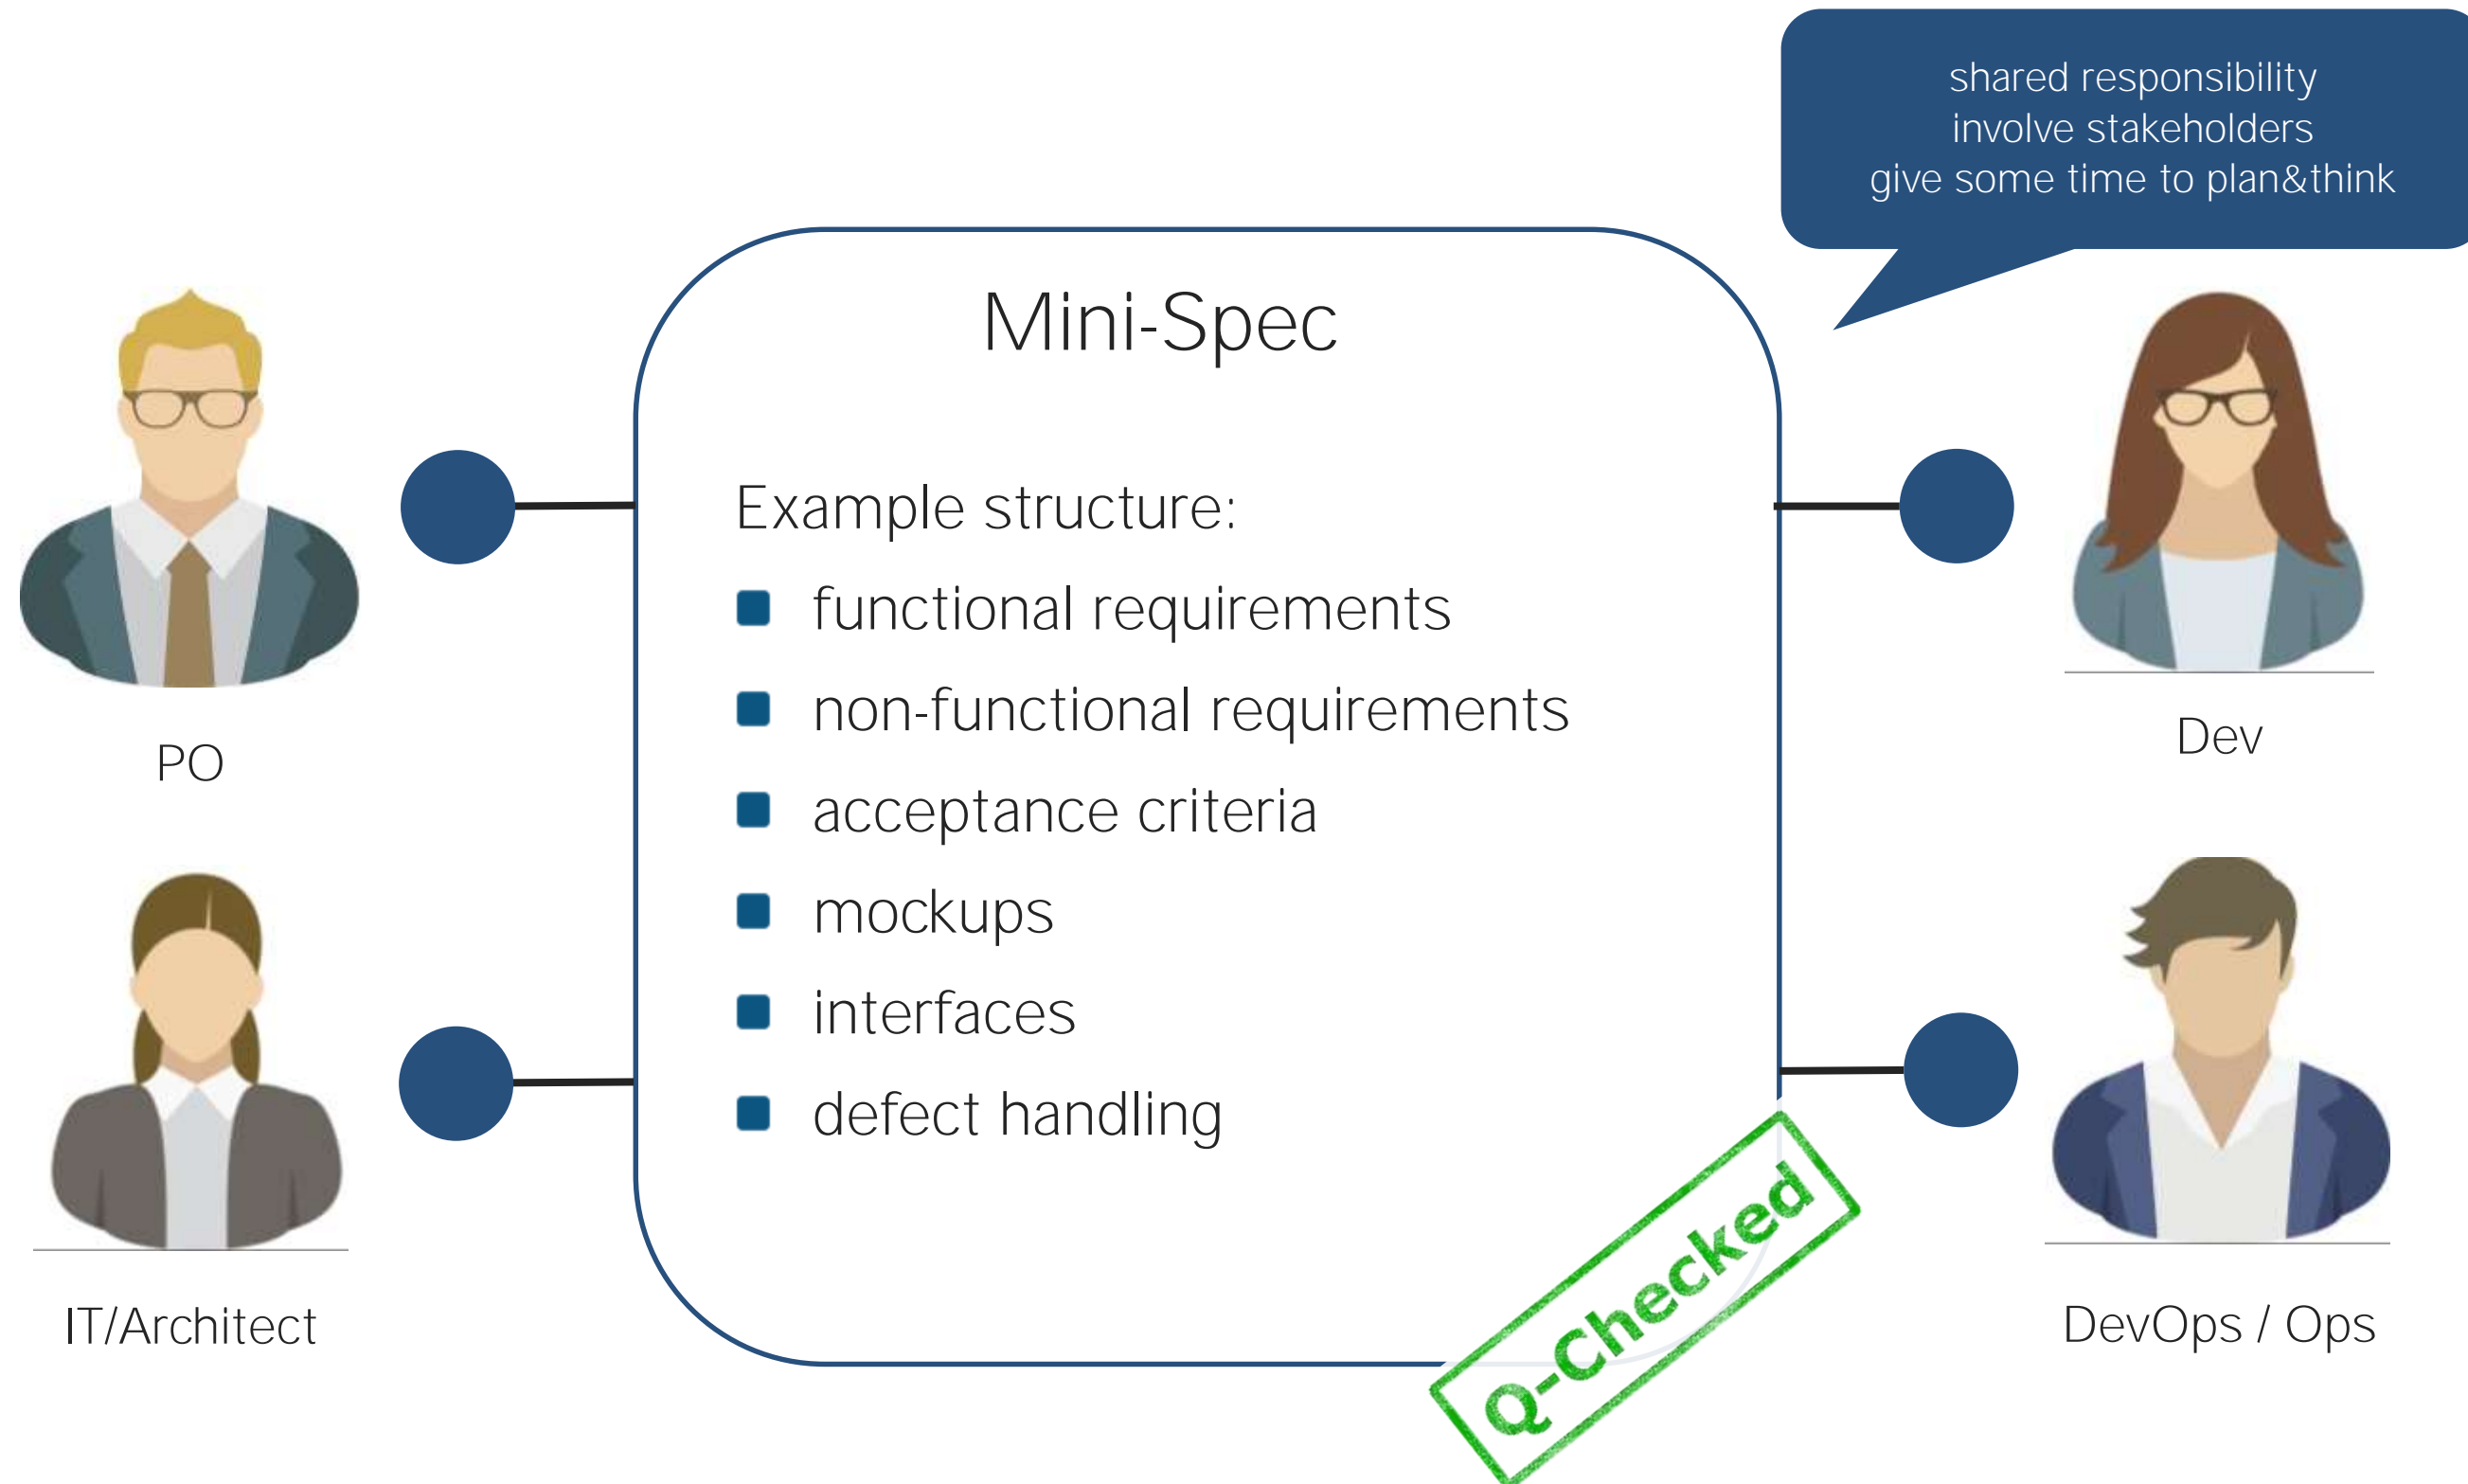 shared responsibility
involve stakeholders
give some time to plan&think
Mini-Spec
Example structure:
functional requirements
non-functional requirements
acceptance criteria
mockups
interfaces
defect handling
PO
Dev
IT/Architect
DevOps / Ops
Q-Checked